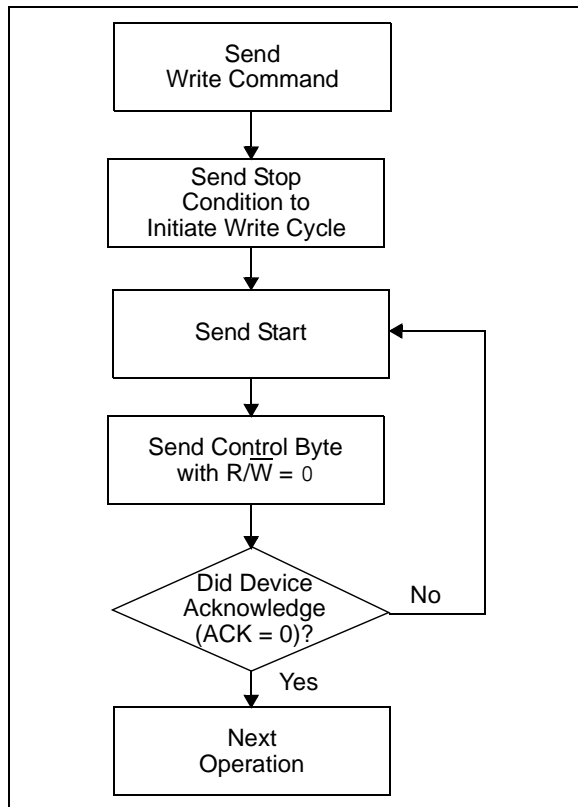 Send
Write Command
Send Stop
Condition to
Initiate Write Cycle
Send Start
Send Control Byte
with R/W̅ = 0
Did Device
Acknowledge
(ACK = 0)?
No
Yes
Next
Operation